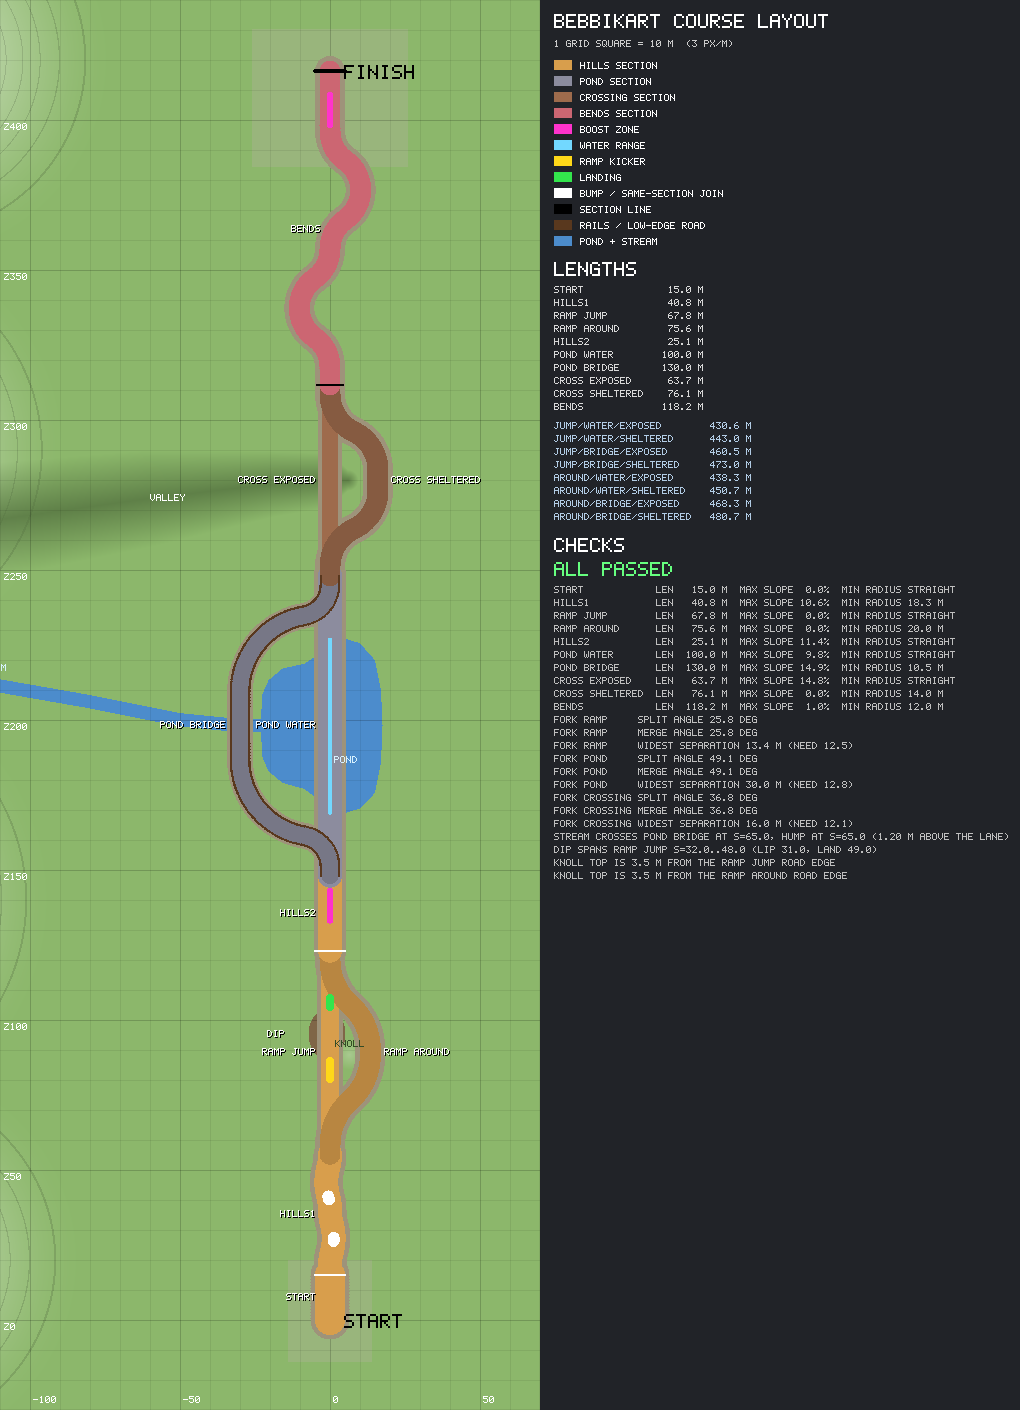 FINISH
Z400
BENDS
Z350
Z300
CROSS EXPOSED
CROSS SHELTERED
VALLEY
Z250
M
Z200
POND BRIDGE
POND WATER
POND
Z150
HILLS2
Z100
DIP
KNOLL
RAMP JUMP
RAMP AROUND
Z50
HILLS1
START
START
Z0
-100
-50
0
50
BEBBIKART COURSE LAYOUT
1 GRID SQUARE = 10 M (3 PX/M)
HILLS SECTION
POND SECTION
CROSSING SECTION
BENDS SECTION
BOOST ZONE
WATER RANGE
RAMP KICKER
LANDING
BUMP / SAME-SECTION JOIN
SECTION LINE
RAILS / LOW-EDGE ROAD
POND + STREAM
LENGTHS
START 15.0 M
HILLS1 40.8 M
RAMP JUMP 67.8 M
RAMP AROUND 75.6 M
HILLS2 25.1 M
POND WATER 100.0 M
POND BRIDGE 130.0 M
CROSS EXPOSED 63.7 M
CROSS SHELTERED 76.1 M
BENDS 118.2 M
JUMP/WATER/EXPOSED 430.6 M
JUMP/WATER/SHELTERED 443.0 M
JUMP/BRIDGE/EXPOSED 460.5 M
JUMP/BRIDGE/SHELTERED 473.0 M
AROUND/WATER/EXPOSED 438.3 M
AROUND/WATER/SHELTERED 450.7 M
AROUND/BRIDGE/EXPOSED 468.3 M
AROUND/BRIDGE/SHELTERED 480.7 M
CHECKS
ALL PASSED
START LEN 15.0 M MAX SLOPE 0.0% MIN RADIUS STRAIGHT
HILLS1 LEN 40.8 M MAX SLOPE 10.6% MIN RADIUS 18.3 M
RAMP JUMP LEN 67.8 M MAX SLOPE 0.0% MIN RADIUS STRAIGHT
RAMP AROUND LEN 75.6 M MAX SLOPE 0.0% MIN RADIUS 20.0 M
HILLS2 LEN 25.1 M MAX SLOPE 11.4% MIN RADIUS STRAIGHT
POND WATER LEN 100.0 M MAX SLOPE 9.8% MIN RADIUS STRAIGHT
POND BRIDGE LEN 130.0 M MAX SLOPE 14.9% MIN RADIUS 10.5 M
CROSS EXPOSED LEN 63.7 M MAX SLOPE 14.8% MIN RADIUS STRAIGHT
CROSS SHELTERED LEN 76.1 M MAX SLOPE 0.0% MIN RADIUS 14.0 M
BENDS LEN 118.2 M MAX SLOPE 1.0% MIN RADIUS 12.0 M
FORK RAMP SPLIT ANGLE 25.8 DEG
FORK RAMP MERGE ANGLE 25.8 DEG
FORK RAMP WIDEST SEPARATION 13.4 M (NEED 12.5)
FORK POND SPLIT ANGLE 49.1 DEG
FORK POND MERGE ANGLE 49.1 DEG
FORK POND WIDEST SEPARATION 30.0 M (NEED 12.8)
FORK CROSSING SPLIT ANGLE 36.8 DEG
FORK CROSSING MERGE ANGLE 36.8 DEG
FORK CROSSING WIDEST SEPARATION 16.0 M (NEED 12.1)
STREAM CROSSES POND BRIDGE AT S=65.0, HUMP AT S=65.0 (1.20 M ABOVE THE LANE)
DIP SPANS RAMP JUMP S=32.0..48.0 (LIP 31.0, LAND 49.0)
KNOLL TOP IS 3.5 M FROM THE RAMP JUMP ROAD EDGE
KNOLL TOP IS 3.5 M FROM THE RAMP AROUND ROAD EDGE